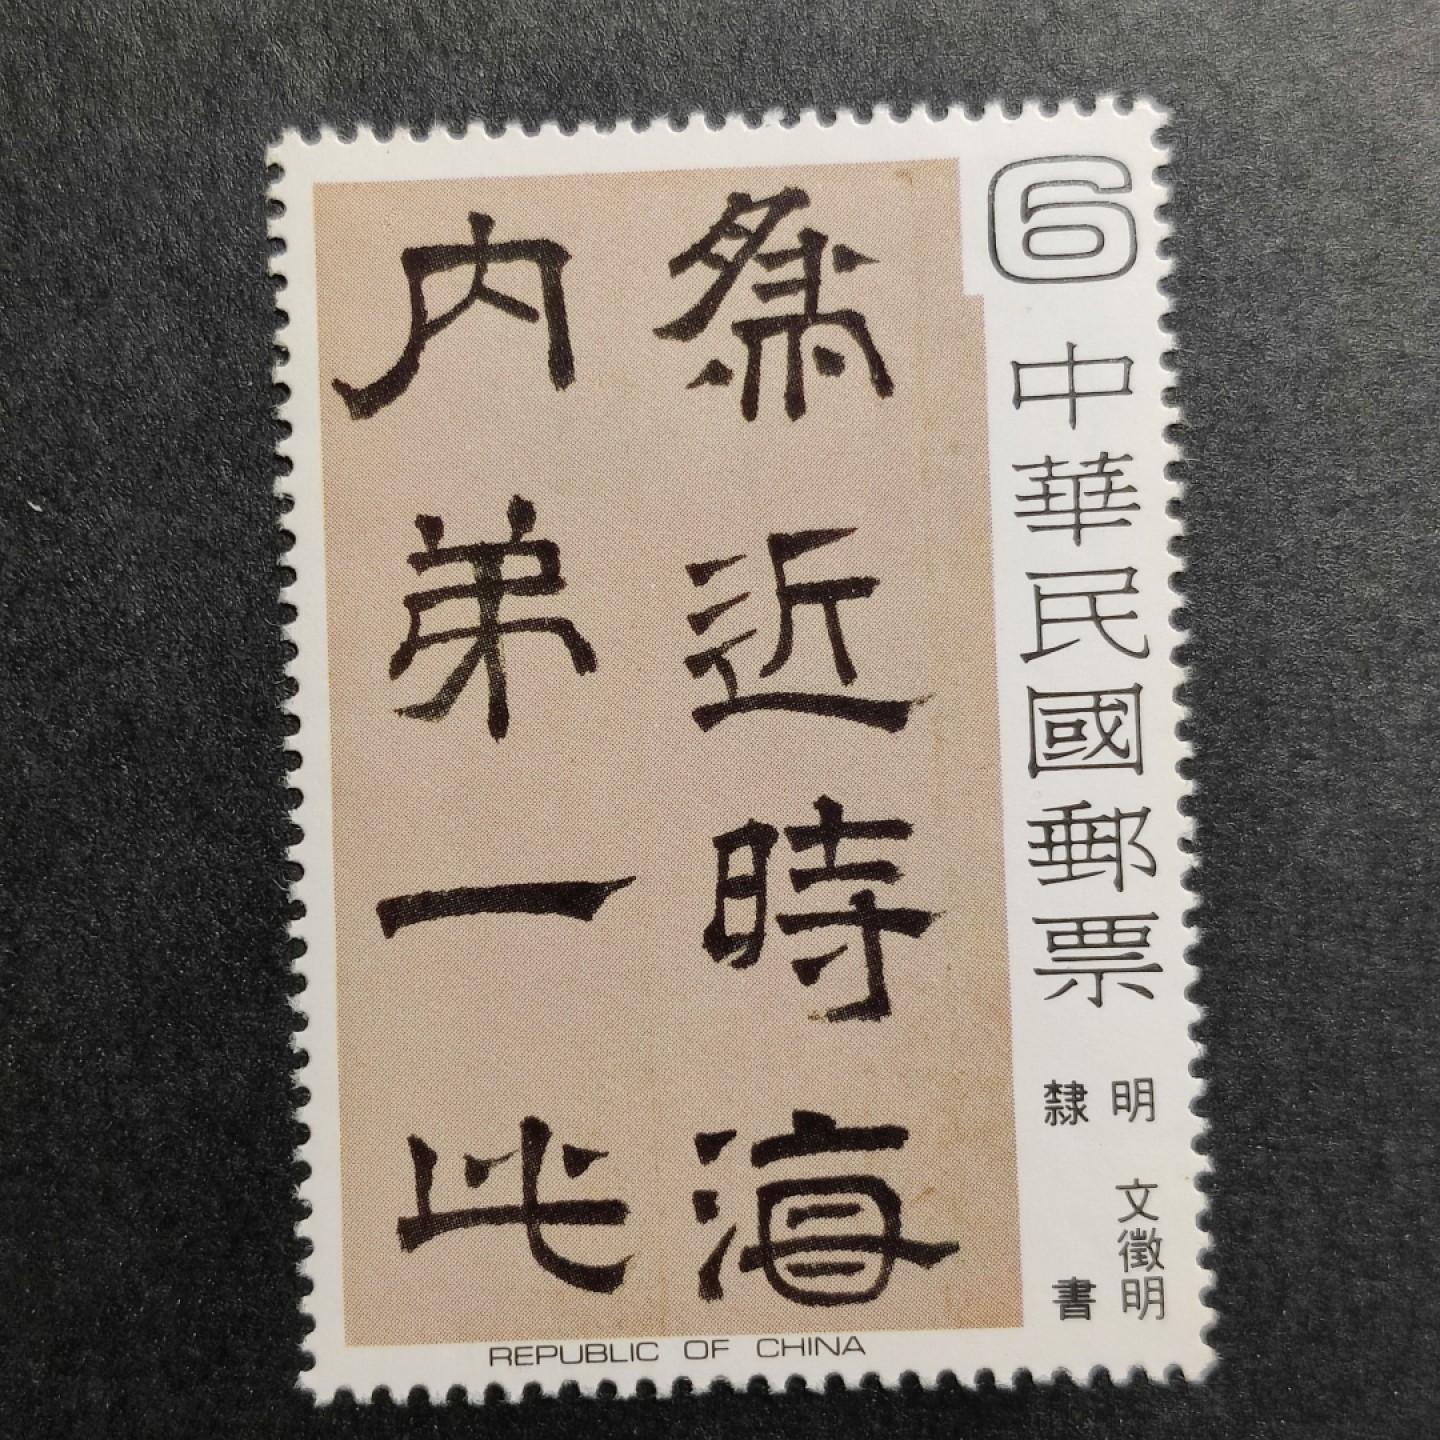 6
中華民國郵票
明 文徵明
隸書
爲近時海
內弟一此
REPUBLIC OF CHINA